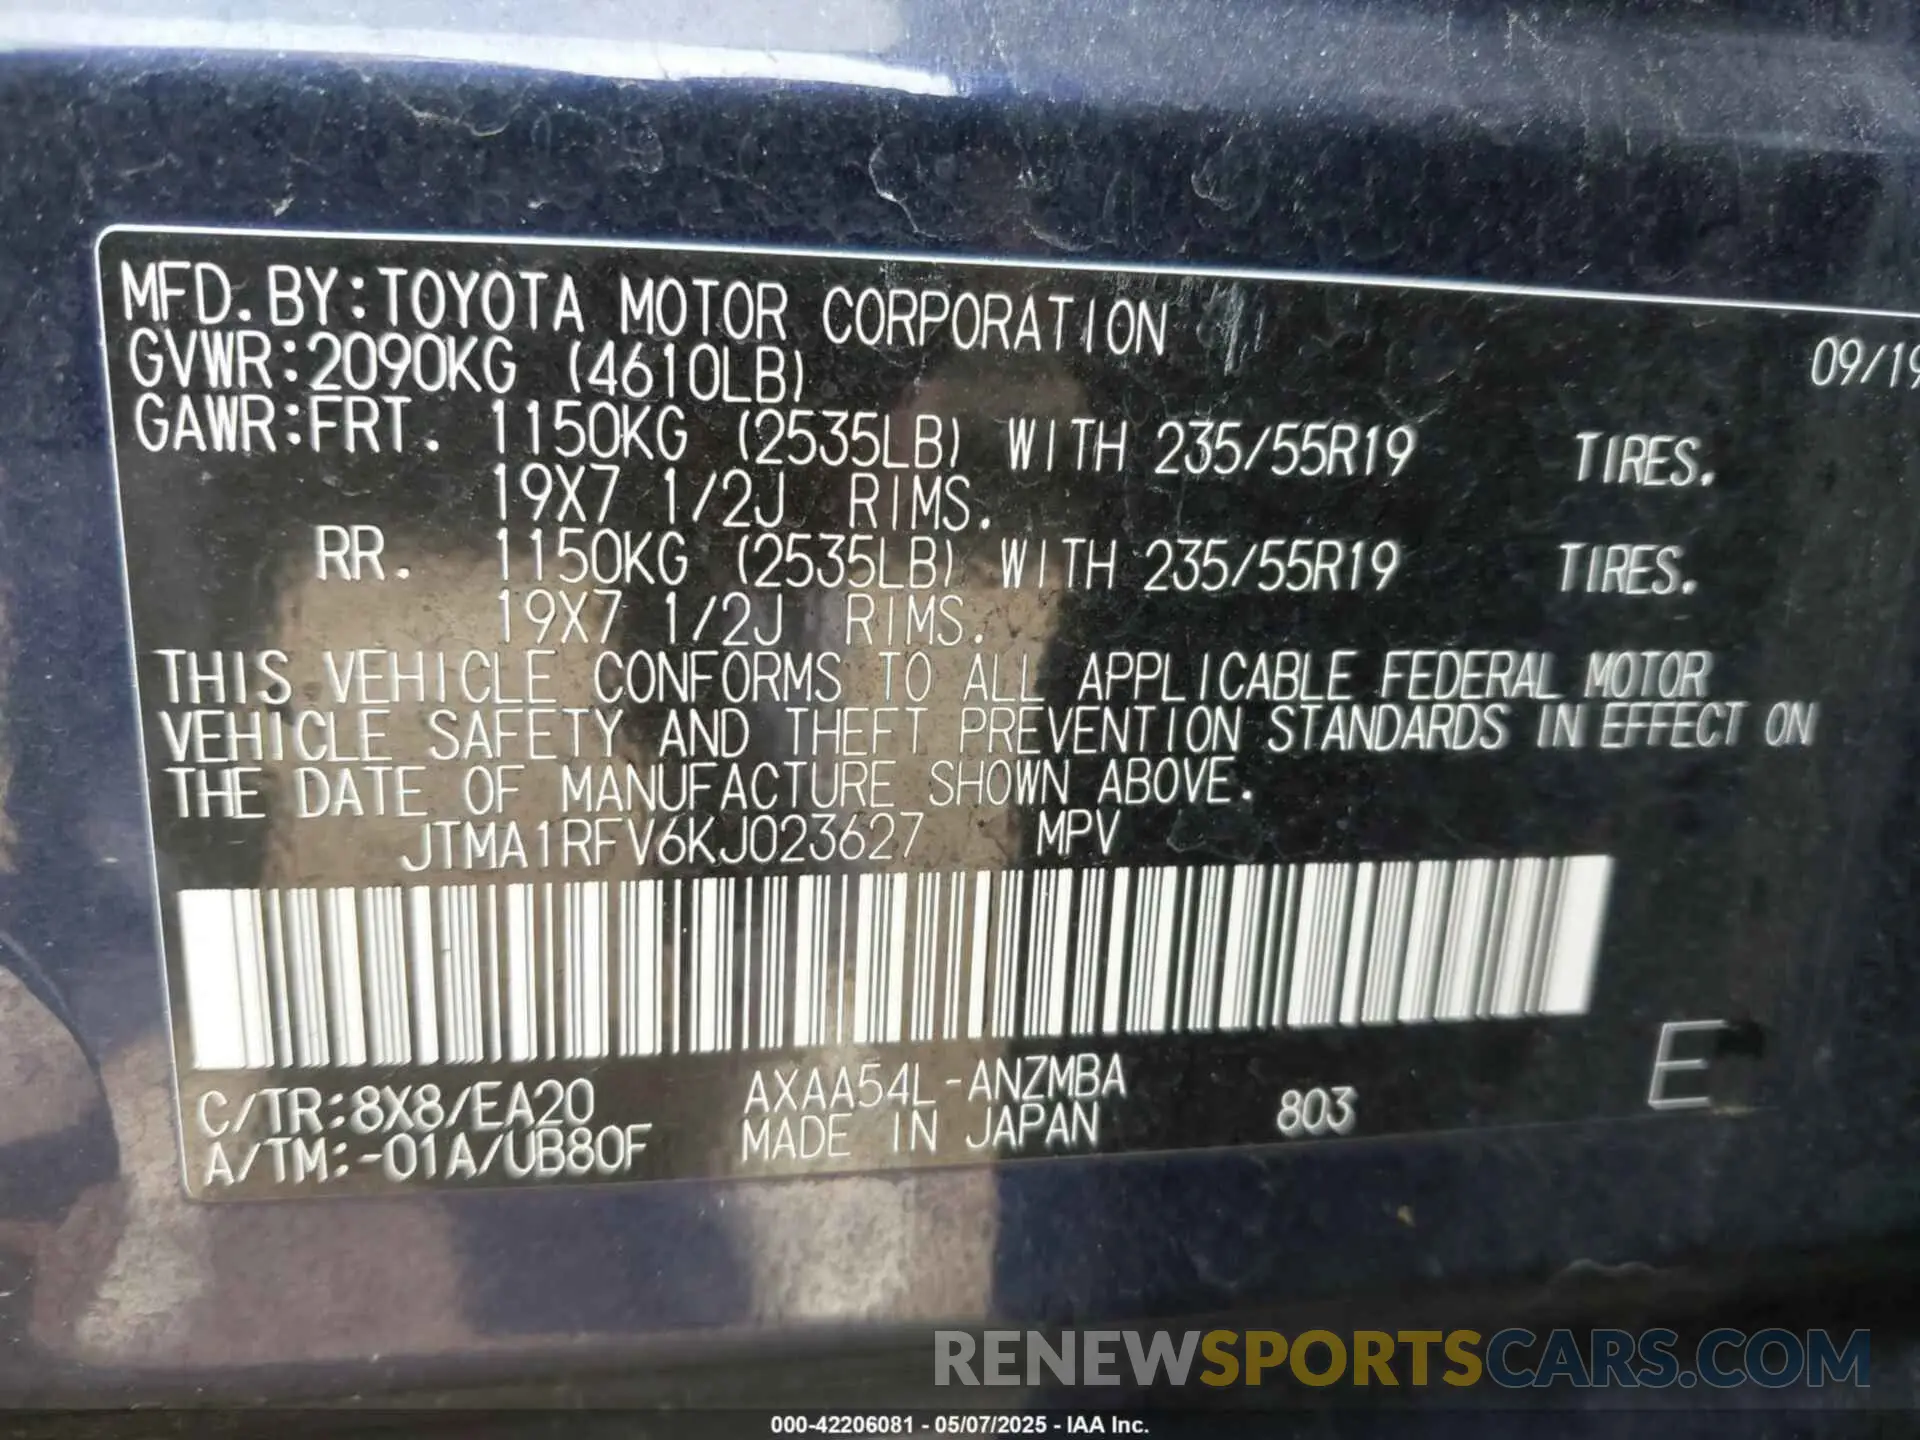 MFD.BY:TOYOTA MOTOR CORPORATION 09/19
GVWR:2090KG (4610LB)
GAWR:FRT. 1150KG (2535LB) WITH 235/55R19 TIRES.
19X7 1/2J RIMS.
RR. 1150KG (2535LB) WITH 235/55R19 TIRES.
19X7 1/2J RIMS.
THIS VEHICLE CONFORMS TO ALL APPLICABLE FEDERAL MOTOR
VEHICLE SAFETY AND THEFT PREVENTION STANDARDS IN EFFECT ON
THE DATE OF MANUFACTURE SHOWN ABOVE.
JTMA1RFV6KJ023627 MPV
C/TR:8X8/EA20 AXAA54L-ANZMBA 803 E
A/TM:-01A/UB80F MADE IN JAPAN
RENEWSPORTSCARS.COM
000-42206081 - 05/07/2025 - IAA Inc.